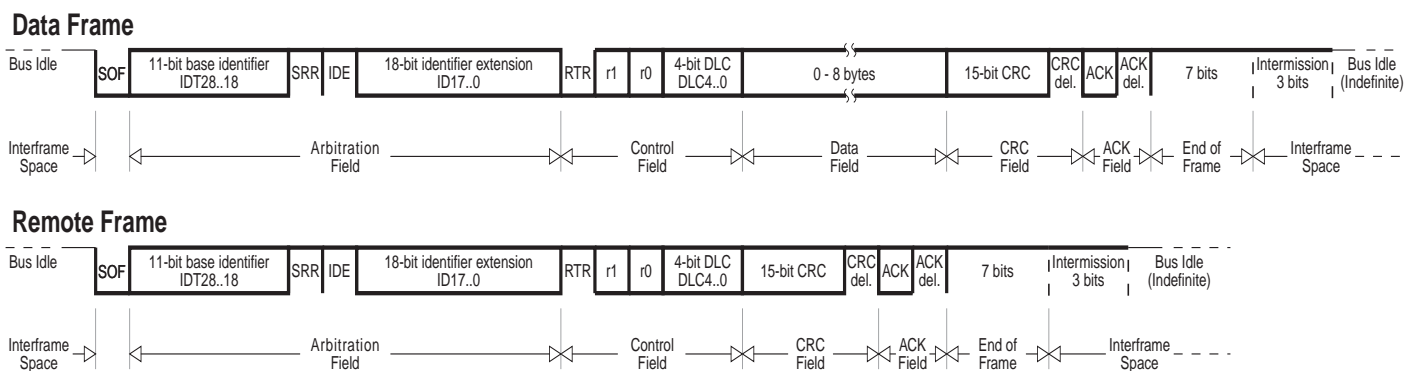 Data Frame
Bus Idle SOF 11-bit base identifier IDT28..18 SRR IDE 18-bit identifier extension ID17..0 RTR r1 r0 4-bit DLC DLC4..0 0 - 8 bytes 15-bit CRC CRC del. ACK ACK del. 7 bits Intermission 3 bits Bus Idle (Indefinite)
Interframe Space Arbitration Field Control Field Data Field CRC Field ACK Field End of Frame Interframe Space
Remote Frame
Bus Idle SOF 11-bit base identifier IDT28..18 SRR IDE 18-bit identifier extension ID17..0 RTR r1 r0 4-bit DLC DLC4..0 15-bit CRC CRC del. ACK ACK del. 7 bits Intermission 3 bits Bus Idle (Indefinite)
Interframe Space Arbitration Field Control Field CRC Field ACK Field End of Frame Interframe Space